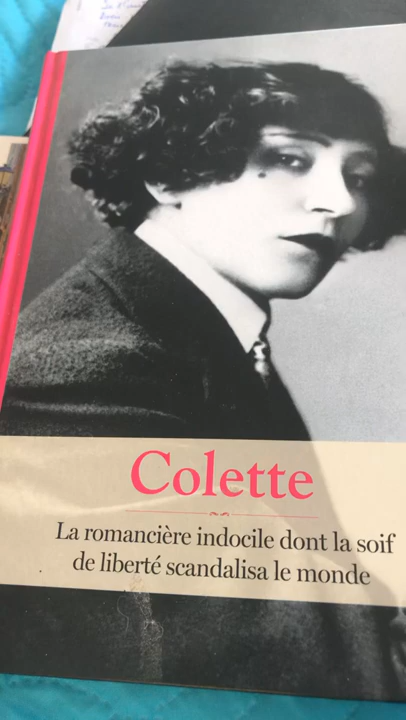 Colette
La romancière indocile dont la soif
de liberté scandalisa le monde